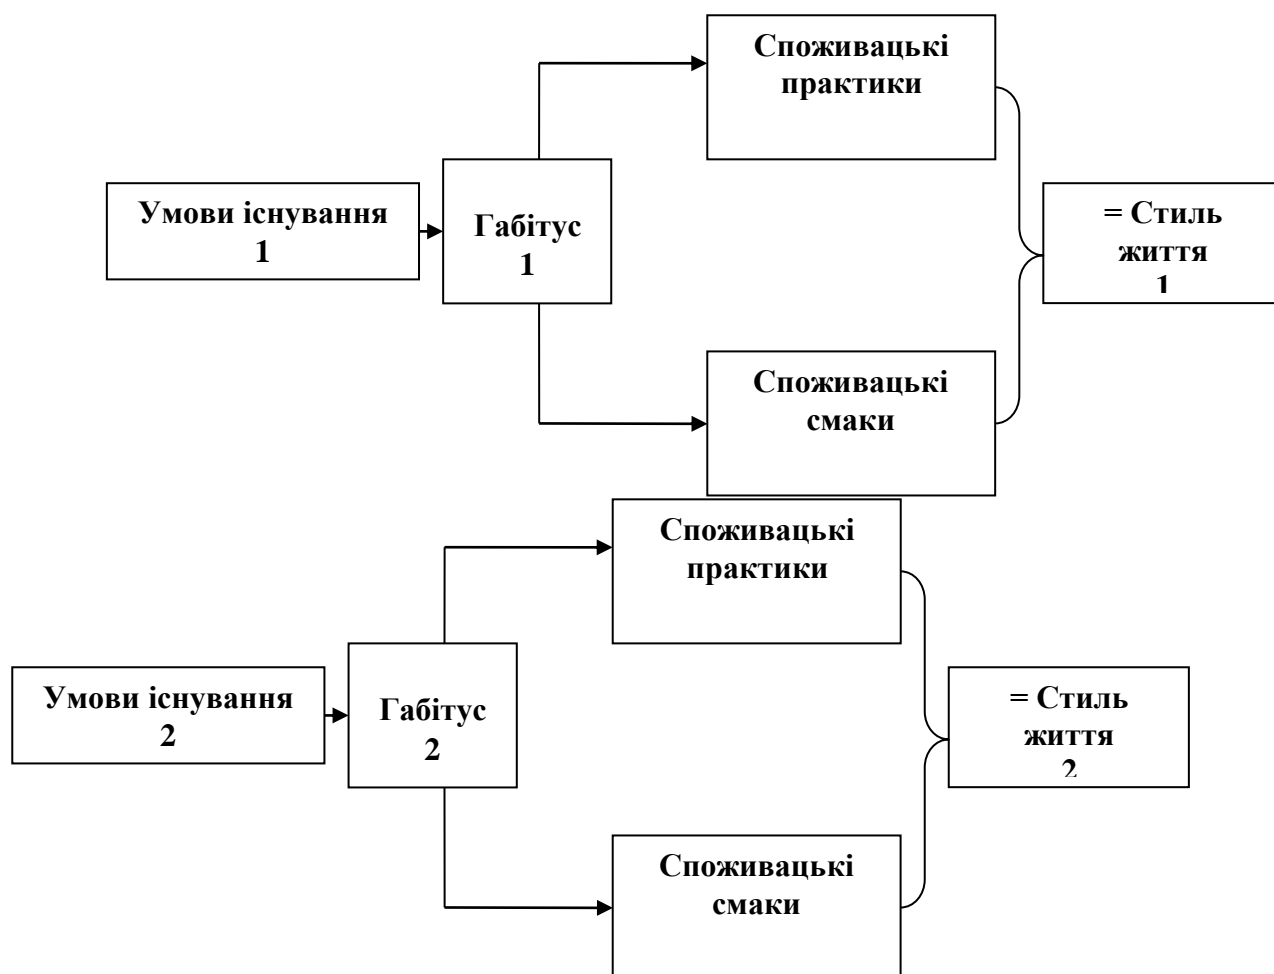 Споживацькі
практики
Умови існування
1
Габітус
1
= Стиль
життя
1
Споживацькі
смаки
Споживацькі
практики
Умови існування
2
Габітус
2
= Стиль
життя
2
Споживацькі
смаки